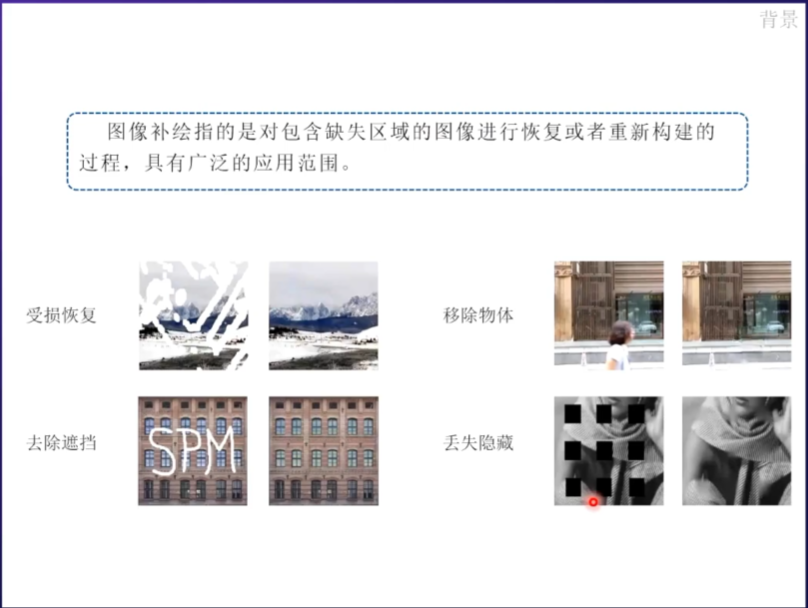 背景
图像补绘指的是对包含缺失区域的图像进行恢复或者重新构建的
过程，具有广泛的应用范围。
受损恢复
移除物体
去除遮挡
SPM
丢失隐藏